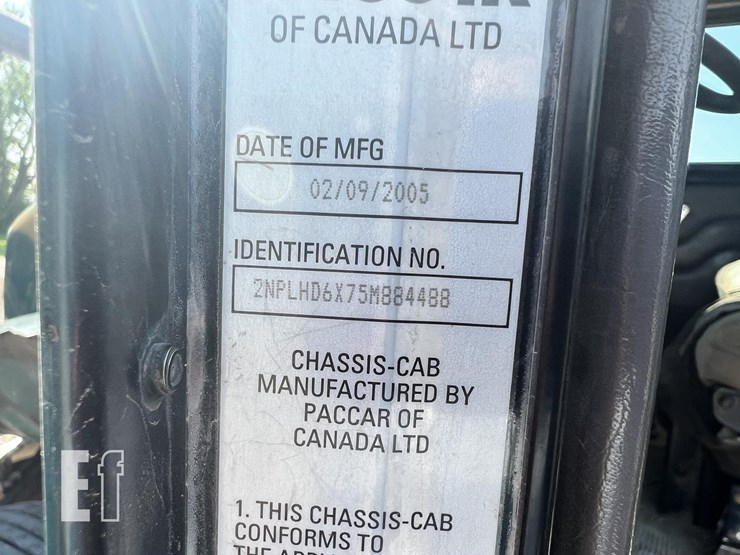 OF CANADA LTD
DATE OF MFG
02/09/2005
IDENTIFICATION NO.
2NPLHD6X75M884488
CHASSIS-CAB
MANUFACTURED BY
PACCAR OF
CANADA LTD
1. THIS CHASSIS-CAB
CONFORMS TO
Ef